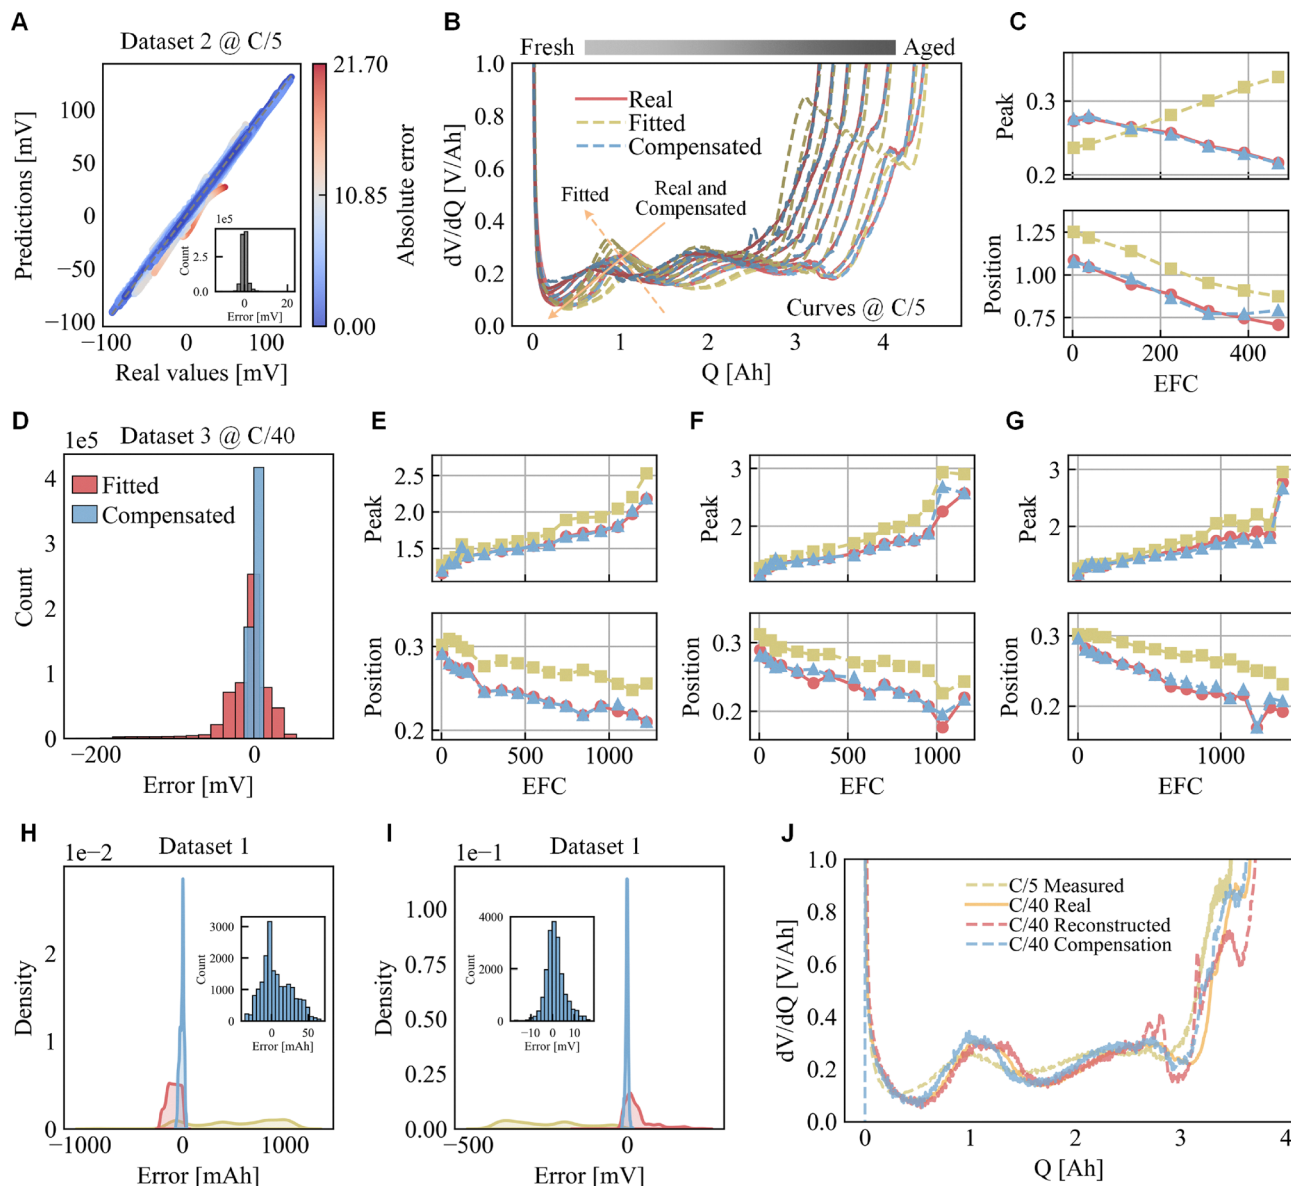 A
Dataset 2 @ C/5
21.70
10.85
0.00
Absolute error
Predictions [mV]
100
50
0
−50
−100
−100
0
100
Real values [mV]
1e5
Count
2.5
0.0
0
20
Error [mV]
B
Fresh
Aged
Real
Fitted
Compensated
Fitted
Real and
Compensated
Curves @ C/5
dV/dQ [V/Ah]
1.0
0.8
0.6
0.4
0.2
0.0
0
1
2
3
4
Q [Ah]
C
Peak
0.3
0.2
Position
1.25
1.00
0.75
0
200
400
EFC
D
1e5
Dataset 3 @ C/40
Fitted
Compensated
Count
4
3
2
1
0
−200
0
Error [mV]
E
Peak
2.5
2.0
1.5
Position
0.3
0.2
0
500
1000
EFC
F
Peak
3
2
Position
0.3
0.2
0
500
1000
EFC
G
Peak
3
2
Position
0.3
0.2
0
1000
EFC
H
1e−2
Dataset 1
Density
2
1
0
−1000
0
1000
Error [mAh]
Count
3000
2000
1000
0
0
50
Error [mAh]
I
1e−1
Dataset 1
Density
1.00
0.75
0.50
0.25
0.00
−500
0
Error [mV]
Count
4000
2000
0
−10
0
10
Error [mV]
J
C/5 Measured
C/40 Real
C/40 Reconstructed
C/40 Compensation
dV/dQ [V/Ah]
1.0
0.8
0.6
0.4
0.2
0.0
0
1
2
3
4
Q [Ah]